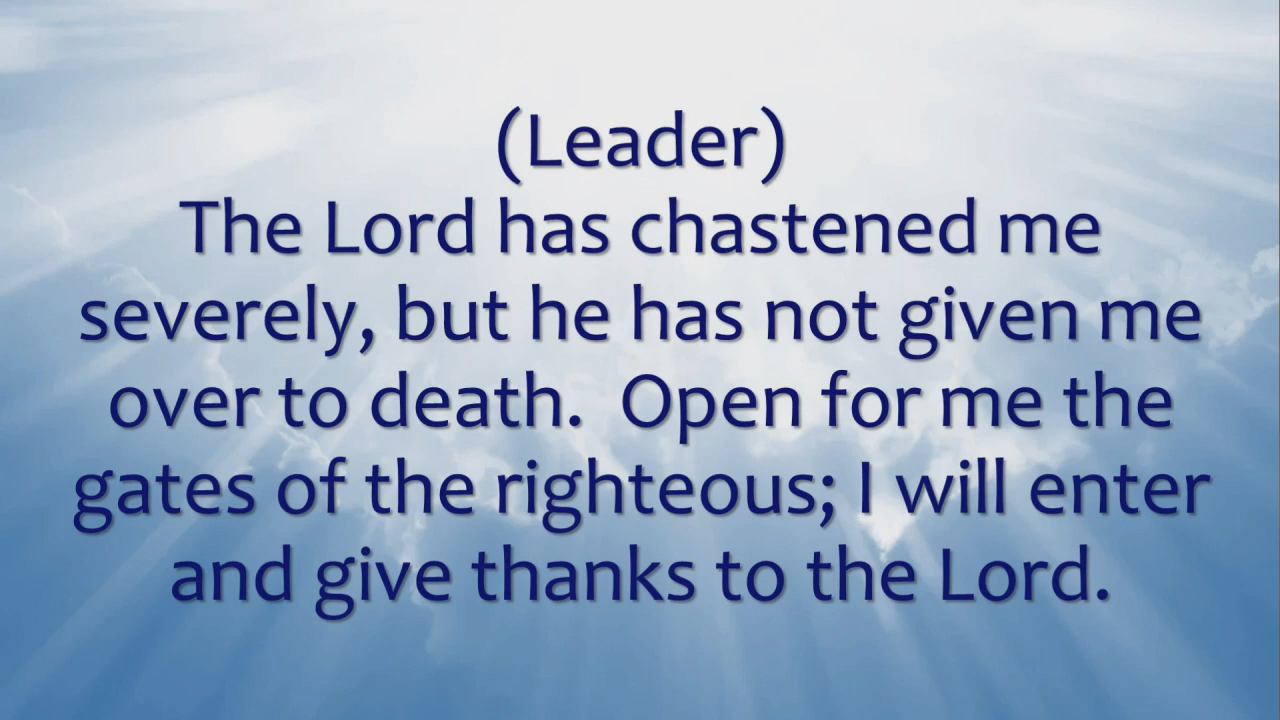 (Leader)
The Lord has chastened me
severely, but he has not given me
over to death.  Open for me the
gates of the righteous; I will enter
and give thanks to the Lord.